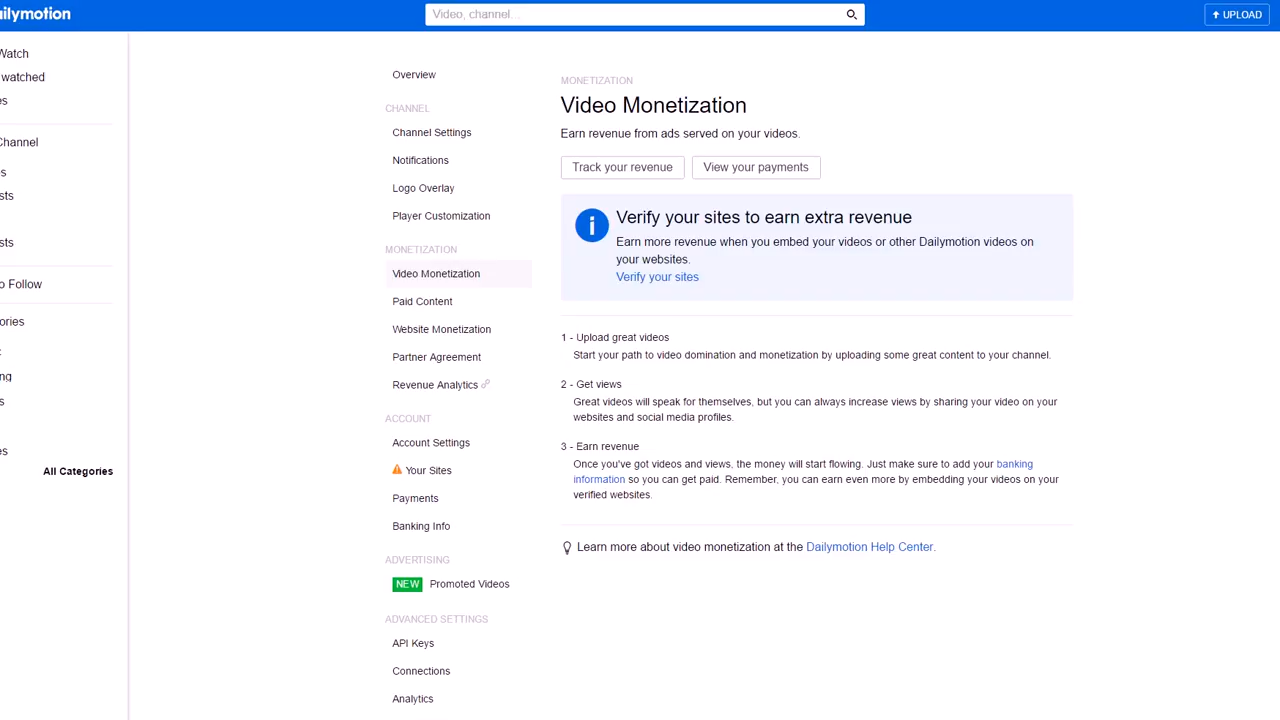 ailymotion
Video, channel...
UPLOAD
Watch
watched
es
Channel
s
sts
sts
o Follow
ories
ng
s
es
All Categories
Overview
CHANNEL
Channel Settings
Notifications
Logo Overlay
Player Customization
MONETIZATION
Video Monetization
Paid Content
Website Monetization
Partner Agreement
Revenue Analytics
ACCOUNT
Account Settings
Your Sites
Payments
Banking Info
ADVERTISING
NEW Promoted Videos
ADVANCED SETTINGS
API Keys
Connections
Analytics
MONETIZATION
Video Monetization
Earn revenue from ads served on your videos.
Track your revenue View your payments
Verify your sites to earn extra revenue
Earn more revenue when you embed your videos or other Dailymotion videos on
your websites.
Verify your sites
1 - Upload great videos
Start your path to video domination and monetization by uploading some great content to your channel.
2 - Get views
Great videos will speak for themselves, but you can always increase views by sharing your video on your
websites and social media profiles.
3 - Earn revenue
Once you've got videos and views, the money will start flowing. Just make sure to add your banking
information so you can get paid. Remember, you can earn even more by embedding your videos on your
verified websites.
Learn more about video monetization at the Dailymotion Help Center.